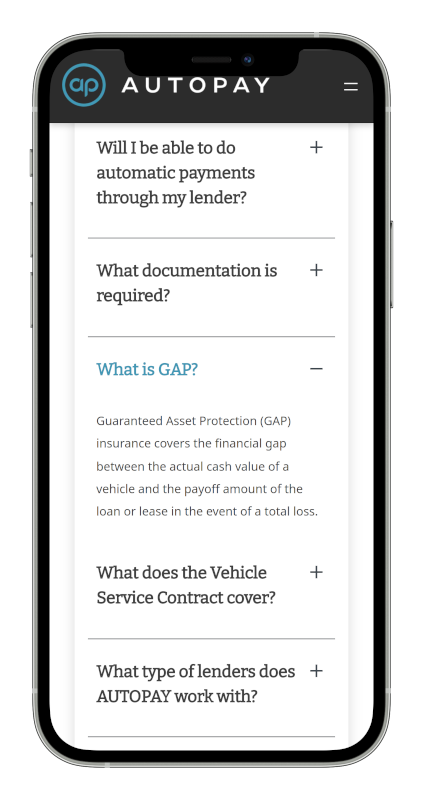 ap AUTOPAY
Will I be able to do
automatic payments
through my lender?
What documentation is
required?
What is GAP?
Guaranteed Asset Protection (GAP)
insurance covers the financial gap
between the actual cash value of a
vehicle and the payoff amount of the
loan or lease in the event of a total loss.
What does the Vehicle
Service Contract cover?
What type of lenders does
AUTOPAY work with?